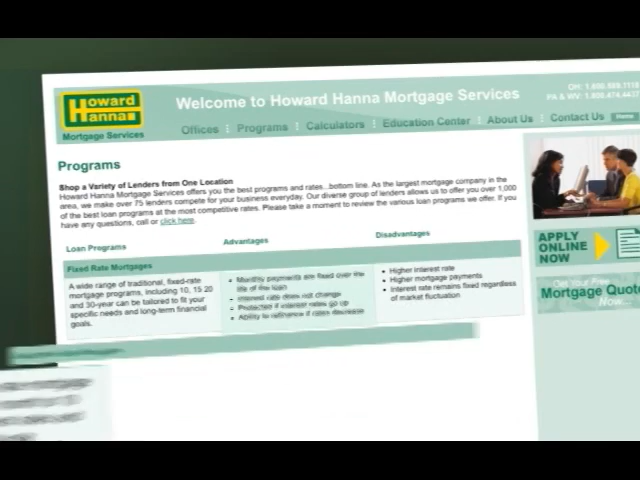 Howard
Hanna
Mortgage Services
Welcome to Howard Hanna Mortgage Services
OH: 1.800.
PA & WV: 1.800.
Offices Programs Calculators Education Center About Us Contact Us Home
Programs
Shop a Variety of Lenders from One Location
Howard Hanna Mortgage Services offers you the best programs and rates...bottom line. As the largest mortgage company in the
area, we make over 75 lenders compete for your business everyday. Our diverse group of lenders allows us to offer you over 1,000
of the best loan programs at the most competitive rates. Please take a moment to review the various loan programs we offer. If you
have any questions, call or click here.
Loan Programs Advantages Disadvantages
Fixed Rate Mortgages
A wide range of traditional, fixed-rate
mortgage programs, including 10, 15 20
and 30-year can be tailored to fit your
specific needs and long-term financial
goals.
• Monthly payments are fixed over the
life of the loan
• Interest rate does not change
• Protected if interest rates go up
• Ability to refinance if rates decrease
• Higher interest rate
• Higher mortgage payments
• Interest rate remains fixed regardless
of market fluctuation
APPLY
ONLINE
NOW
Get Your Free
Mortgage Quote
Now...